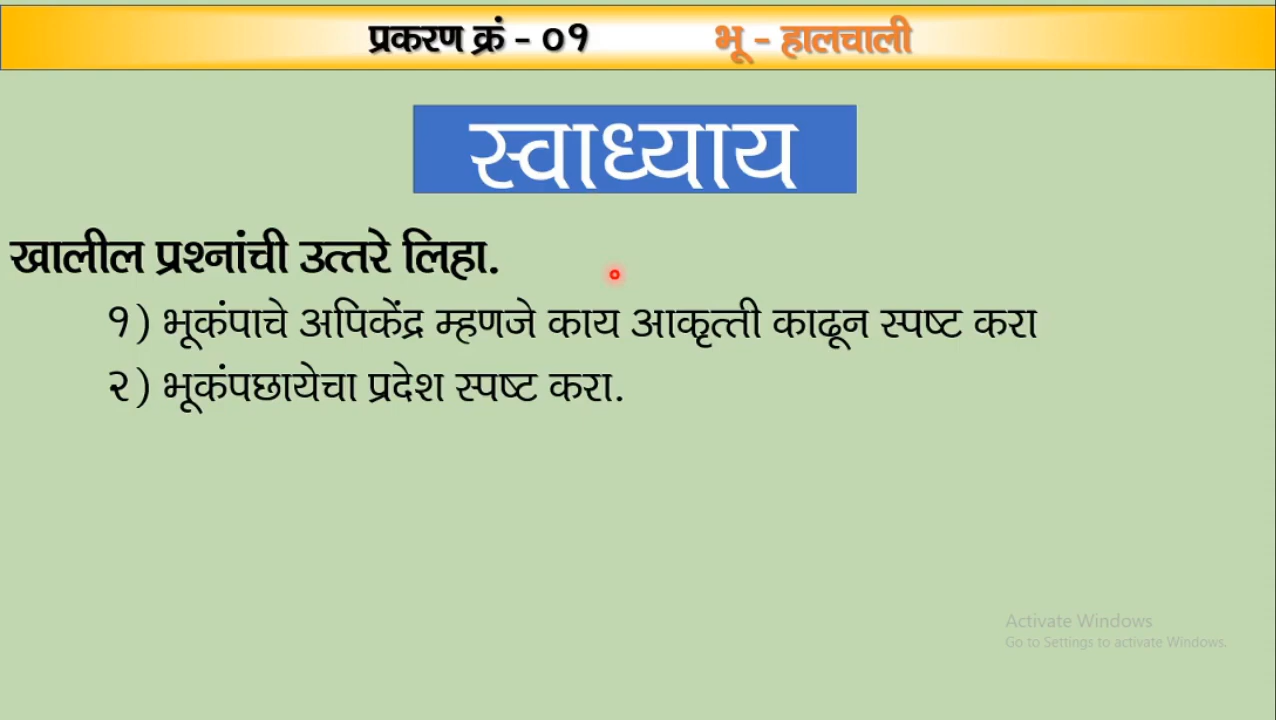 प्रकरण क्रं - ०१ भू - हालचाली
स्वाध्याय
खालील प्रश्नांची उत्तरे लिहा.
१) भूकंपाचे अपिकेंद्र म्हणजे काय आकृत्ती काढून स्पष्ट करा
२) भूकंपछायेचा प्रदेश स्पष्ट करा.
Activate Windows
Go to Settings to activate Windows.